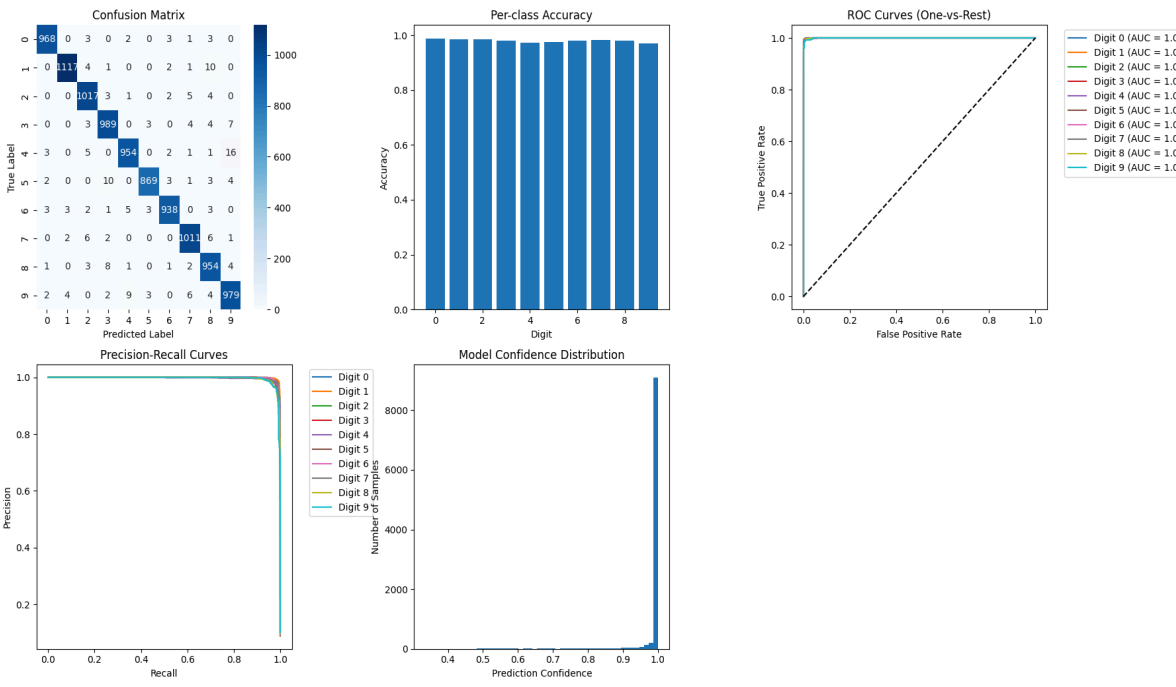 Confusion Matrix
True Label
0 968 0 3 0 2 0 3 1 3 0
1 0 1117 4 1 0 0 2 1 10 0
2 0 0 1017 3 1 0 2 5 4 0
3 0 0 3 989 0 3 0 4 4 7
4 3 0 5 0 954 0 2 1 1 16
5 2 0 0 10 0 869 3 1 3 4
6 3 3 2 1 5 3 938 0 3 0
7 0 2 6 2 0 0 0 1011 6 1
8 1 0 3 8 1 0 1 2 954 4
9 2 4 0 2 9 3 0 6 4 979
0 1 2 3 4 5 6 7 8 9
Predicted Label
1000
800
600
400
200
0
Per-class Accuracy
Accuracy
1.0
0.8
0.6
0.4
0.2
0.0
0 2 4 6 8
Digit
ROC Curves (One-vs-Rest)
True Positive Rate
1.0
0.8
0.6
0.4
0.2
0.0
0.0 0.2 0.4 0.6 0.8 1.0
False Positive Rate
Digit 0 (AUC = 1.0
Digit 1 (AUC = 1.0
Digit 2 (AUC = 1.0
Digit 3 (AUC = 1.0
Digit 4 (AUC = 1.0
Digit 5 (AUC = 1.0
Digit 6 (AUC = 1.0
Digit 7 (AUC = 1.0
Digit 8 (AUC = 1.0
Digit 9 (AUC = 1.0
Precision-Recall Curves
Precision
1.0
0.8
0.6
0.4
0.2
0.0 0.2 0.4 0.6 0.8 1.0
Recall
Digit 0
Digit 1
Digit 2
Digit 3
Digit 4
Digit 5
Digit 6
Digit 7
Digit 8
Digit 9
Model Confidence Distribution
Number of Samples
8000
6000
4000
2000
0
0.4 0.5 0.6 0.7 0.8 0.9 1.0
Prediction Confidence